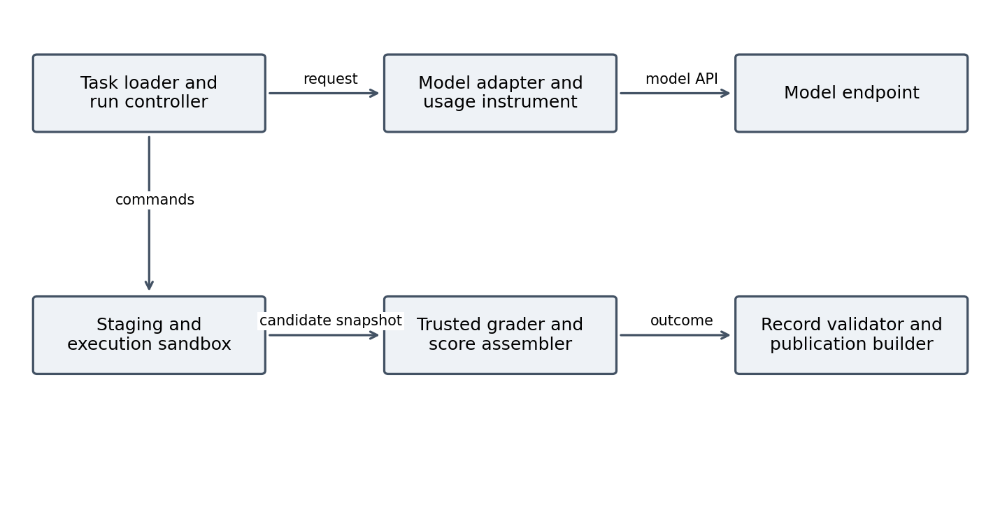 Task loader and
run controller
request
Model adapter and
usage instrument
model API
Model endpoint
commands
Staging and
execution sandbox
candidate snapshot
Trusted grader and
score assembler
outcome
Record validator and
publication builder